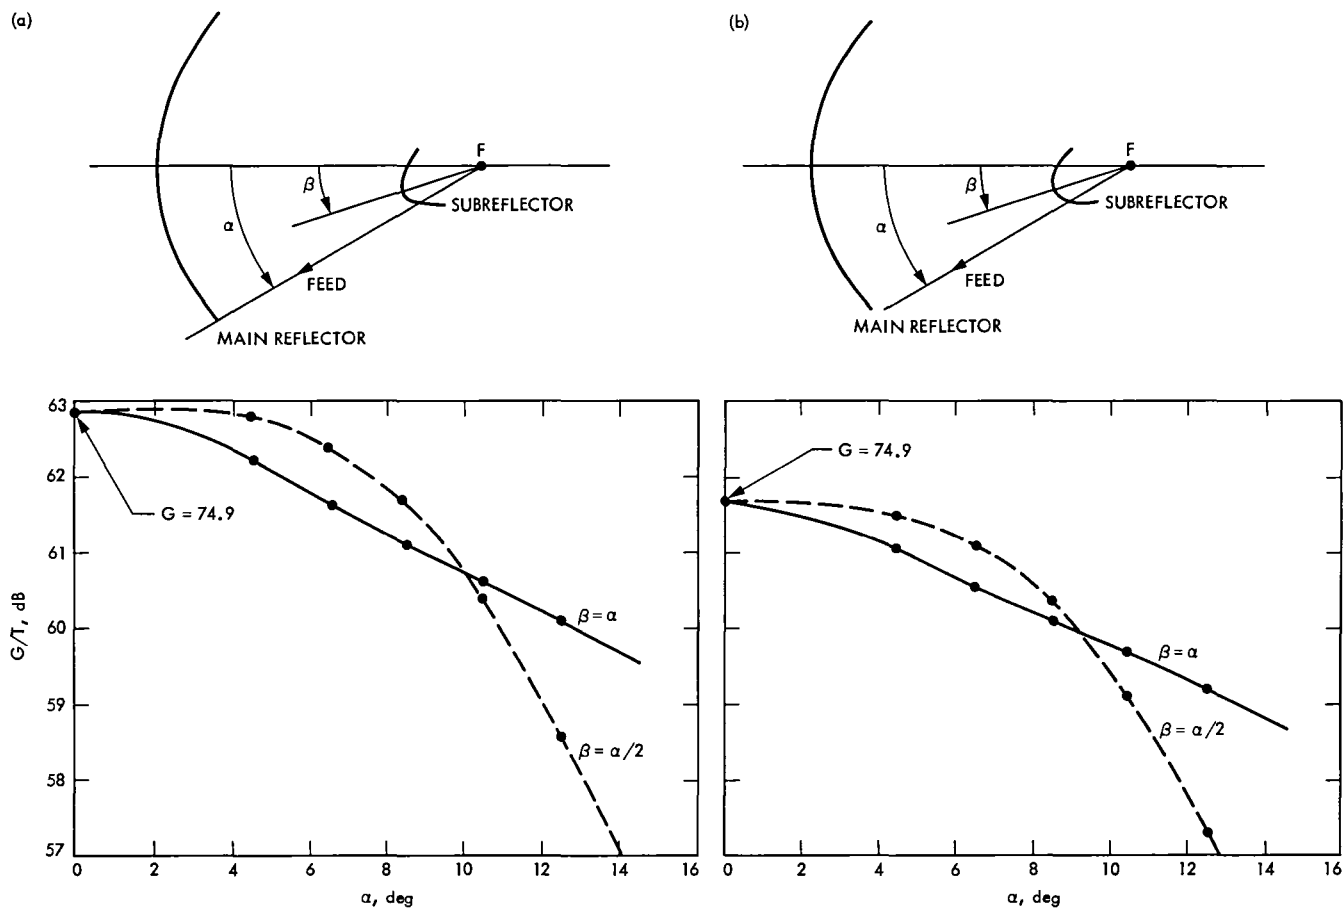 (a)
F
β
SUBREFLECTOR
α
FEED
MAIN REFLECTOR
(b)
F
β
SUBREFLECTOR
α
FEED
MAIN REFLECTOR
63
62
61
60
59
58
57
G/T, dB
G = 74.9
β = α
β = α/2
0 2 4 6 8 10 12 14 16
α, deg
G = 74.9
β = α
β = α/2
0 2 4 6 8 10 12 14 16
α, deg